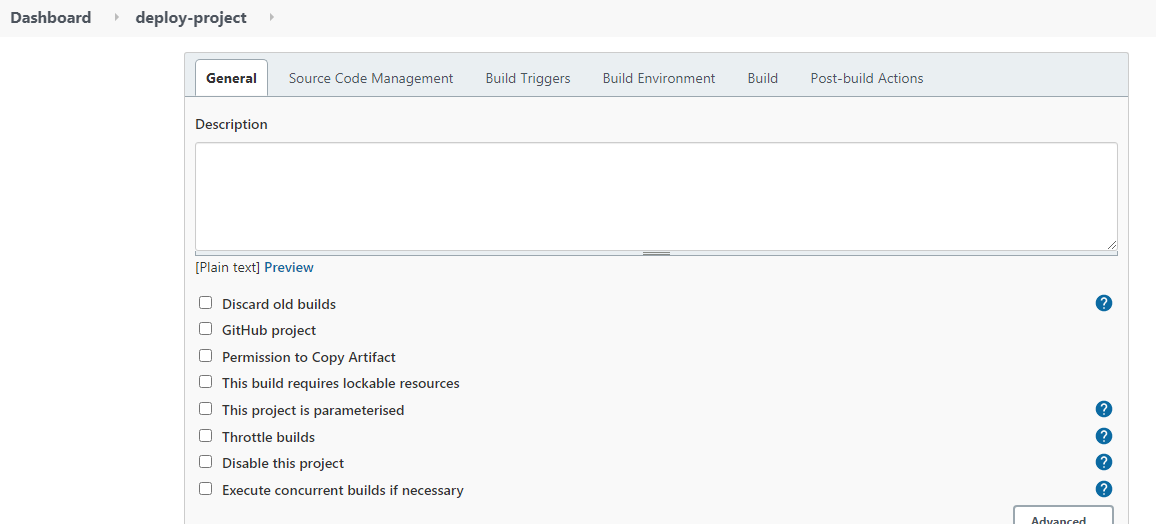 Dashboard deploy-project
General Source Code Management Build Triggers Build Environment Build Post-build Actions
Description
[Plain text] Preview
Discard old builds ?
GitHub project
Permission to Copy Artifact
This build requires lockable resources
This project is parameterised ?
Throttle builds ?
Disable this project ?
Execute concurrent builds if necessary ?
Advanced...